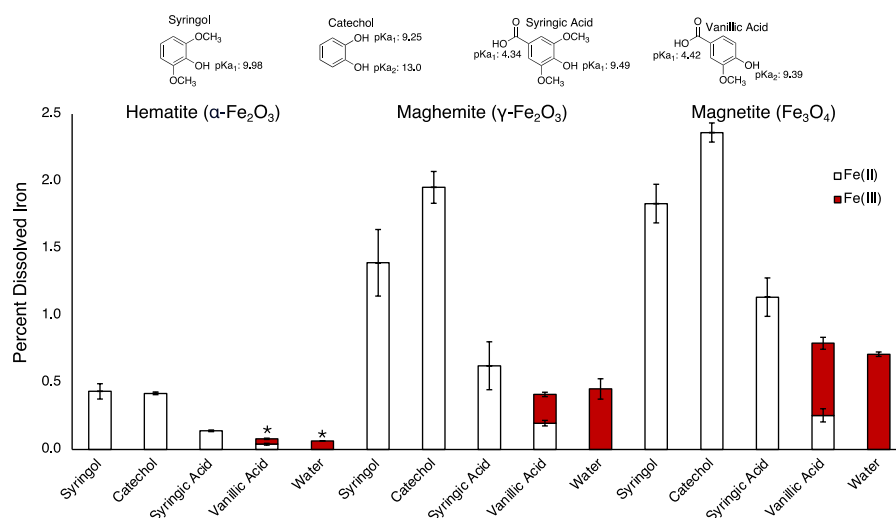 Syringol
OCH₃
OH pKa₁: 9.98
OCH₃
Catechol
OH pKa₁: 9.25
OH pKa₂: 13.0
Syringic Acid
O
HO
OCH₃
pKa₁: 4.34
OH pKa₁: 9.49
OCH₃
Vanillic Acid
O
HO
pKa₁: 4.42
OH
OCH₃
pKa₂: 9.39
Hematite (α-Fe₂O₃)
Maghemite (γ-Fe₂O₃)
Magnetite (Fe₃O₄)
Fe(II)
Fe(III)
Percent Dissolved Iron
2.5
2.0
1.5
1.0
0.5
0.0
* *
Syringol
Catechol
Syringic Acid
Vanillic Acid
Water
Syringol
Catechol
Syringic Acid
Vanillic Acid
Water
Syringol
Catechol
Syringic Acid
Vanillic Acid
Water